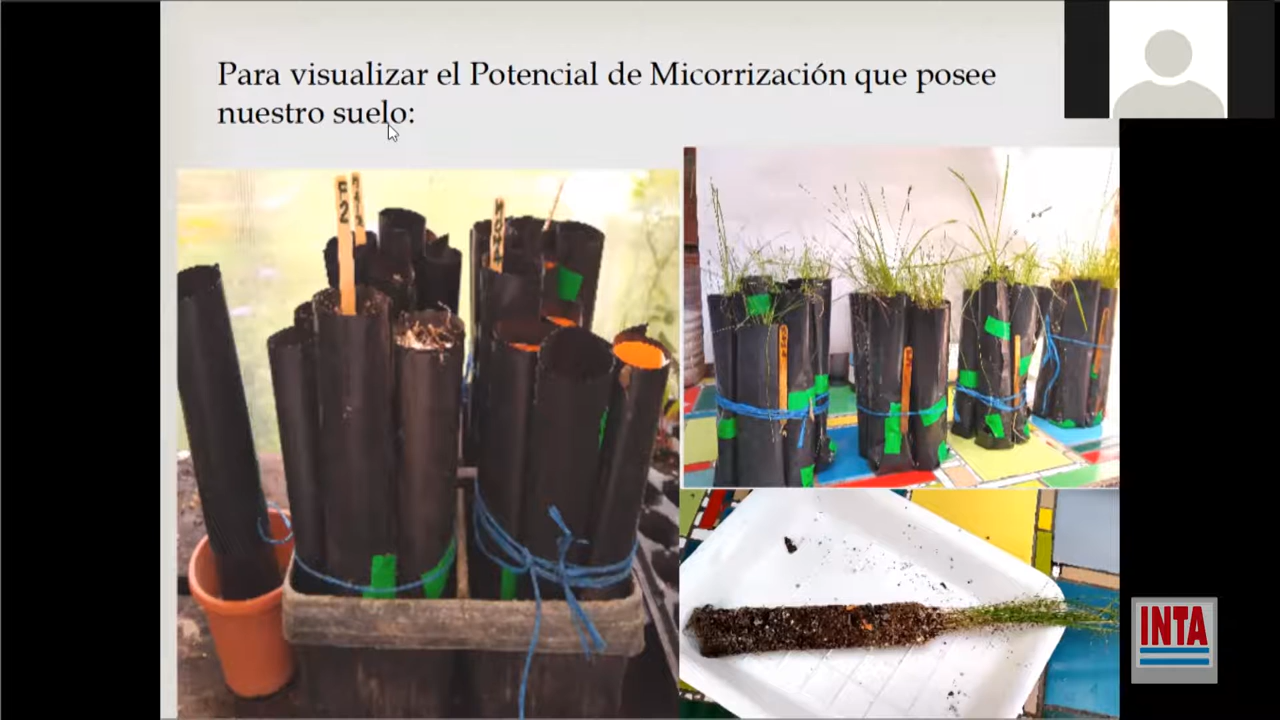 Para visualizar el Potencial de Micorrización que posee
nuestro suelo:
F2
INTA